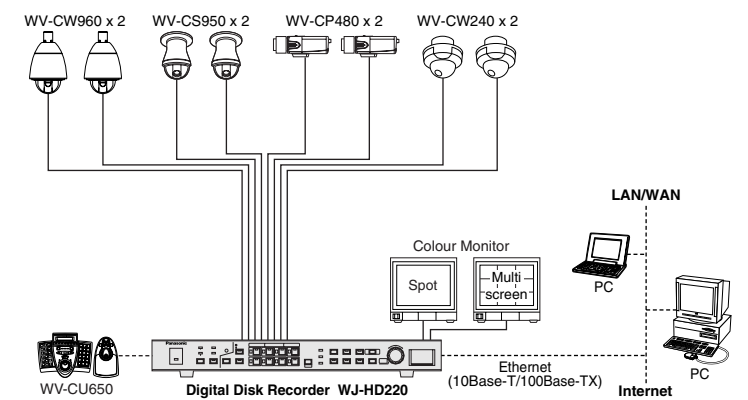 WV-CW960 x 2
WV-CS950 x 2
WV-CP480 x 2
WV-CW240 x 2
LAN/WAN
Colour Monitor
Spot
Multi
screen
PC
Panasonic
WV-CU650
Digital Disk Recorder WJ-HD220
Ethernet
(10Base-T/100Base-TX)
PC
Internet